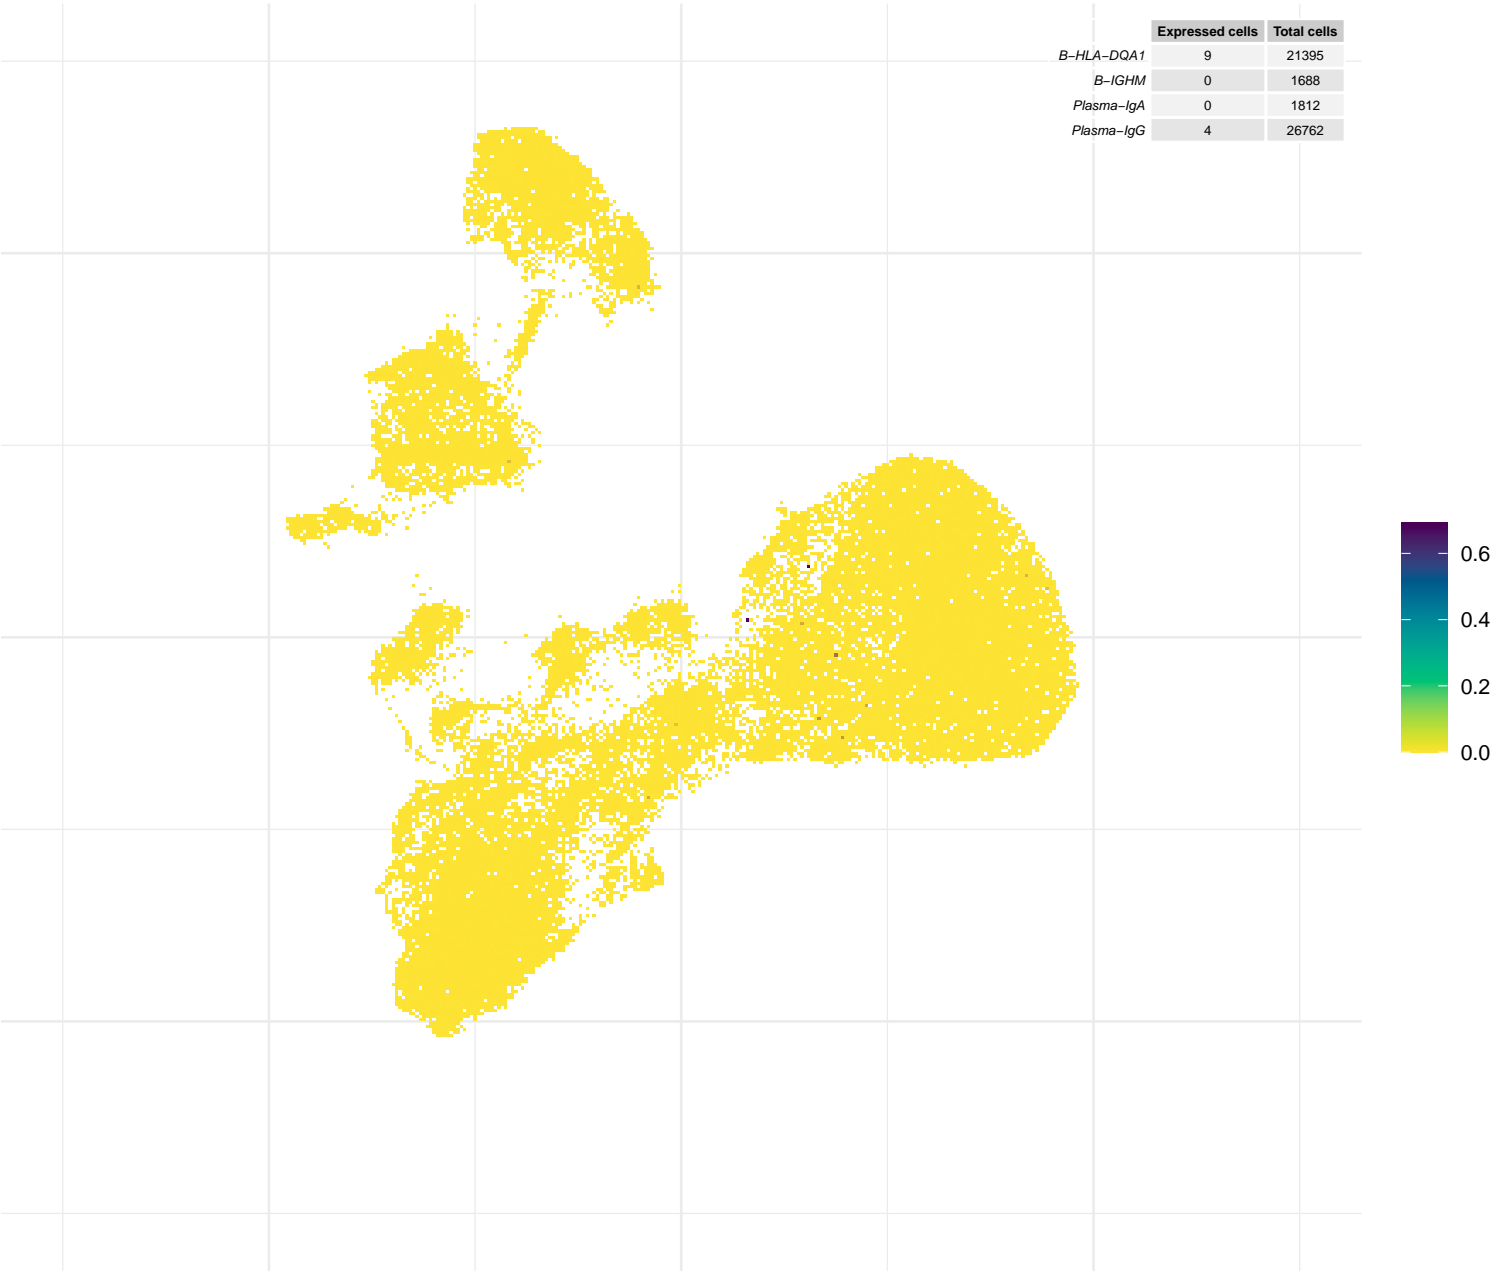 Expressed cells Total cells
B−HLA−DQA1 9 21395
B−IGHM 0 1688
Plasma−IgA 0 1812
Plasma−IgG 4 26762
0.6
0.4
0.2
0.0